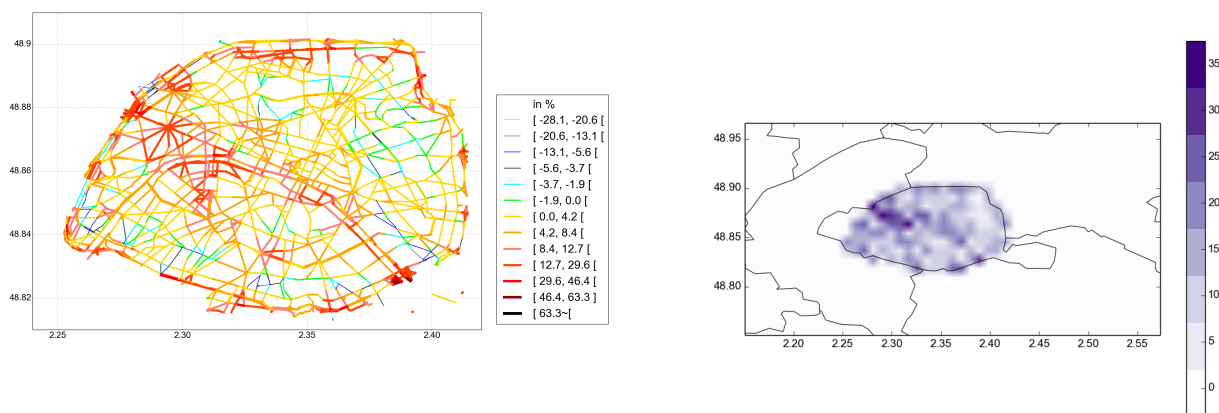 48.9
48.88
48.86
48.84
48.82
2.25 2.30 2.35 2.40
in %
[ -28.1, -20.6 [
[ -20.6, -13.1 [
[ -13.1, -5.6 [
[ -5.6, -3.7 [
[ -3.7, -1.9 [
[ -1.9, 0.0 [
[ 0.0, 4.2 [
[ 4.2, 8.4 [
[ 8.4, 12.7 [
[ 12.7, 29.6 [
[ 29.6, 46.4 [
[ 46.4, 63.3 ]
[ 63.3~[
48.95
48.90
48.85
48.80
2.20 2.25 2.30 2.35 2.40 2.45 2.50 2.55
35
30
25
20
15
10
5
0